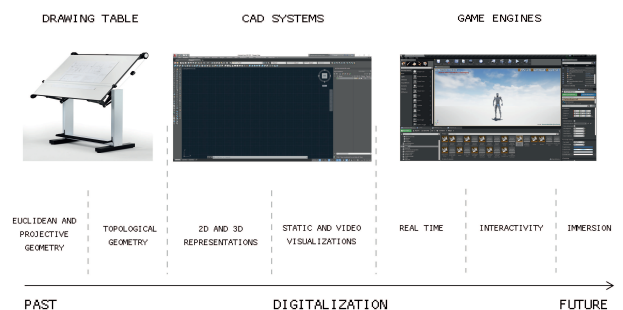 DRAWING TABLE
CAD SYSTEMS
GAME ENGINES
EUCLIDEAN AND
PROJECTIVE
GEOMETRY
TOPOLOGICAL
GEOMETRY
2D AND 3D
REPRESENTATIONS
STATIC AND VIDEO
VISUALIZATIONS
REAL TIME
INTERACTIVITY
IMMERSION
PAST
DIGITALIZATION
FUTURE